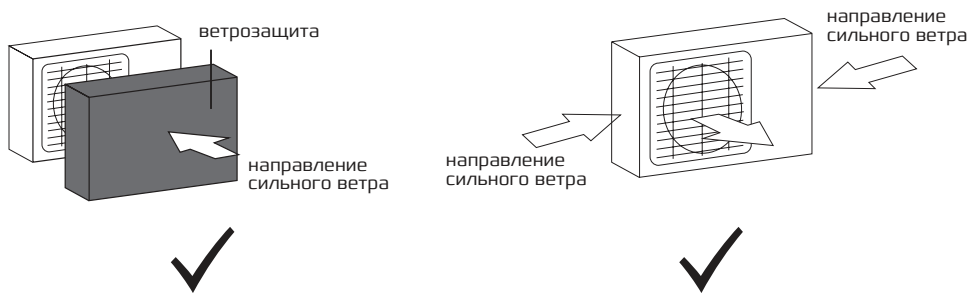 ветрозащита
направление
сильного ветра
направление
сильного ветра
направление
сильного ветра